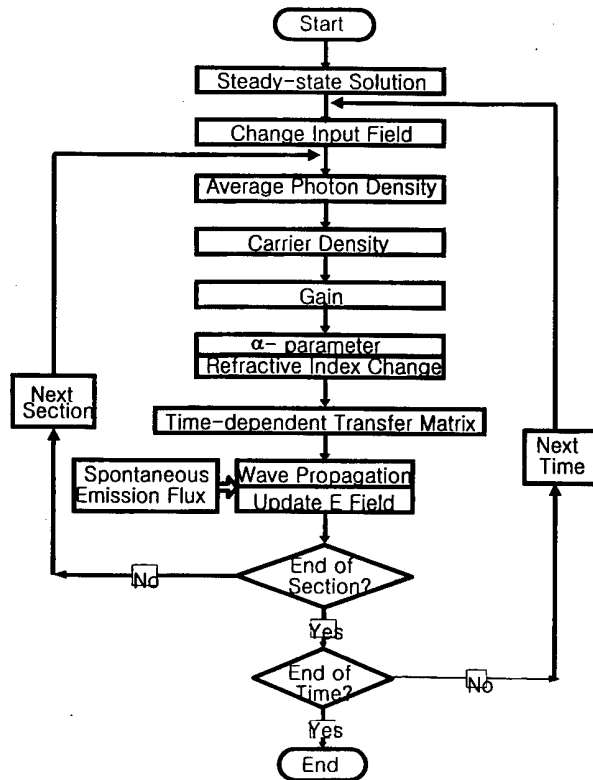 Start
Steady-state Solution
Change Input Field
Average Photon Density
Carrier Density
Gain
α- parameter
Refractive Index Change
Next
Section
Time-dependent Transfer Matrix
Next
Time
Spontaneous
Emission Flux
Wave Propagation
Update E Field
End of
Section?
No
Yes
End of
Time?
No
Yes
End